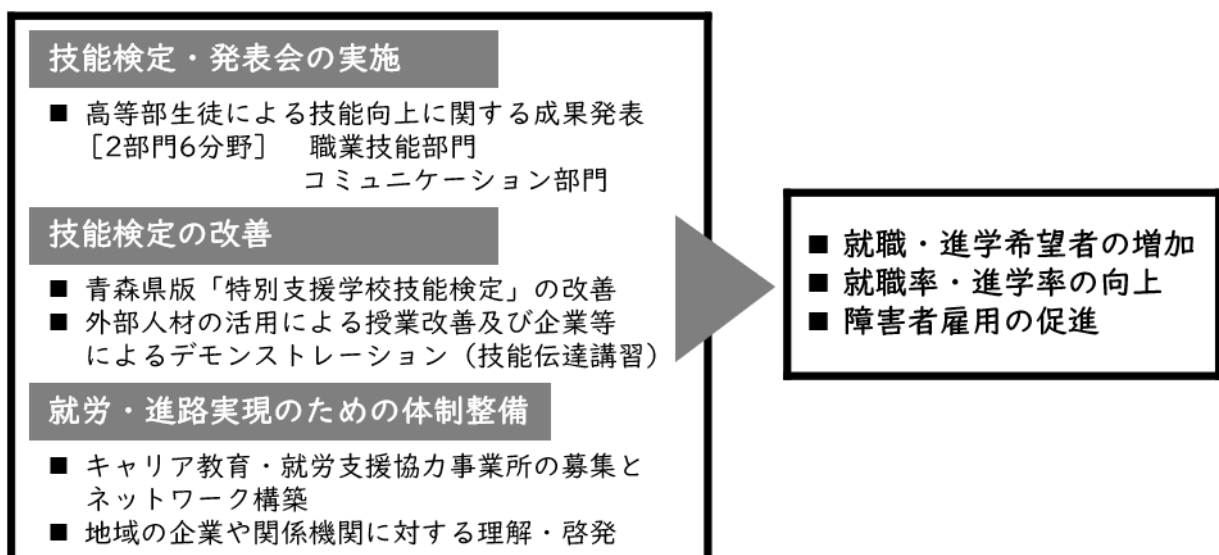 技能検定・発表会の実施
■ 高等部生徒による技能向上に関する成果発表
［2部門6分野］　職業技能部門
コミュニケーション部門
技能検定の改善
■ 青森県版「特別支援学校技能検定」の改善
■ 外部人材の活用による授業改善及び企業等
によるデモンストレーション（技能伝達講習）
就労・進路実現のための体制整備
■ キャリア教育・就労支援協力事業所の募集と
ネットワーク構築
■ 地域の企業や関係機関に対する理解・啓発
■ 就職・進学希望者の増加
■ 就職率・進学率の向上
■ 障害者雇用の促進